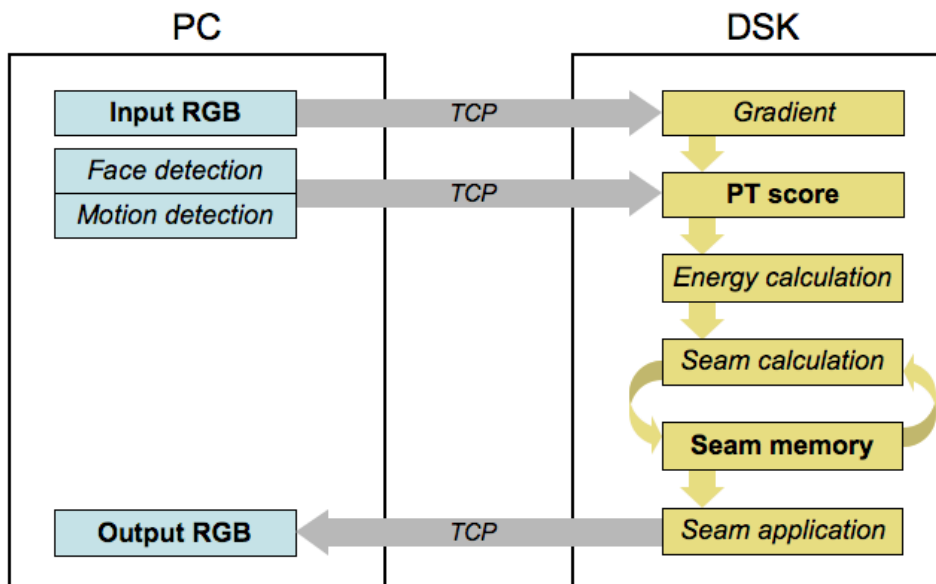 PC
DSK
Input RGB
TCP
Gradient
Face detection
Motion detection
TCP
PT score
Energy calculation
Seam calculation
Seam memory
Output RGB
TCP
Seam application